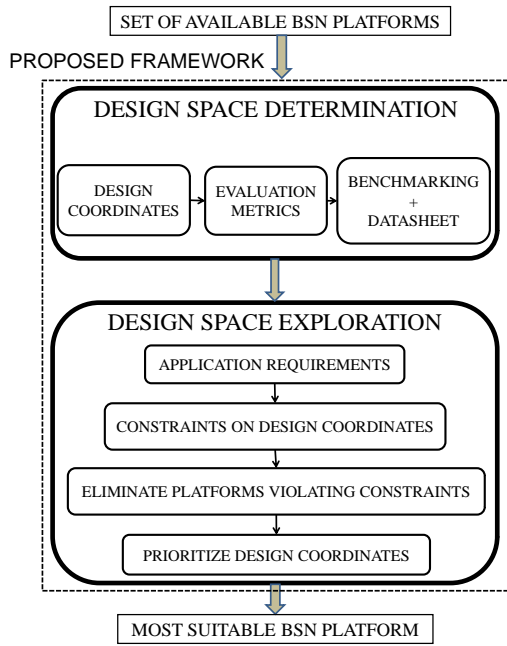 SET OF AVAILABLE BSN PLATFORMS
PROPOSED FRAMEWORK
DESIGN SPACE DETERMINATION
DESIGN
COORDINATES
EVALUATION
METRICS
BENCHMARKING
+
DATASHEET
DESIGN SPACE EXPLORATION
APPLICATION REQUIREMENTS
CONSTRAINTS ON DESIGN COORDINATES
ELIMINATE PLATFORMS VIOLATING CONSTRAINTS
PRIORITIZE DESIGN COORDINATES
MOST SUITABLE BSN PLATFORM